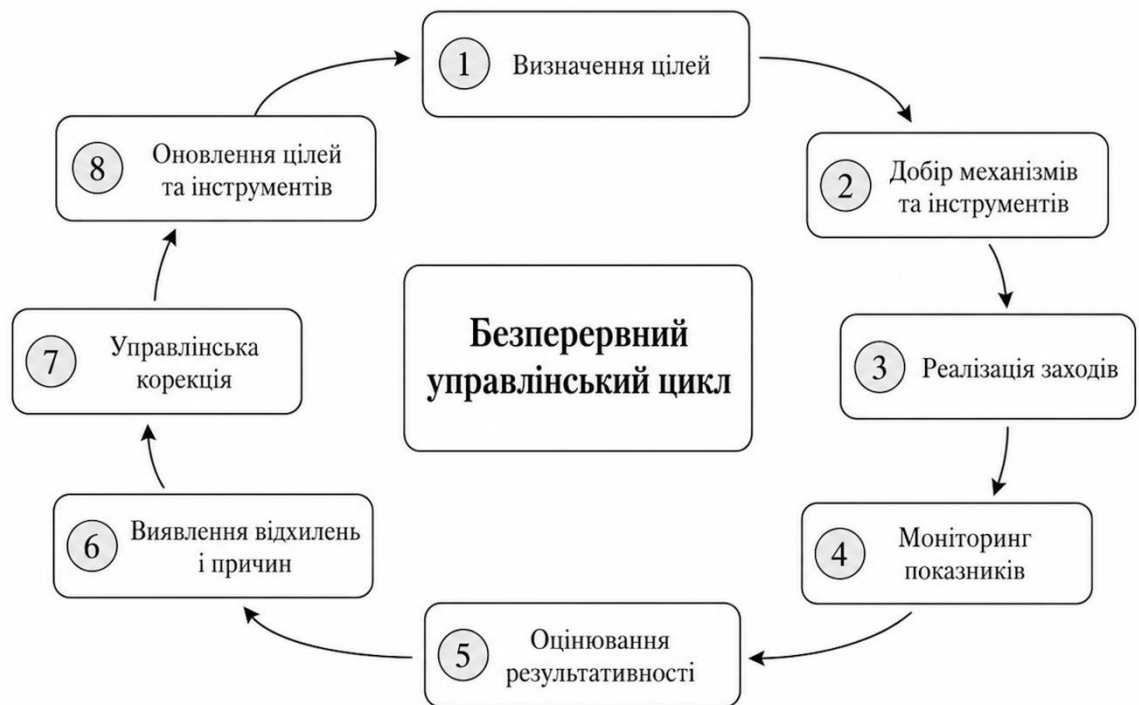 1 Визначення цілей
2 Добір механізмів
та інструментів
3 Реалізація заходів
4 Моніторинг
показників
5 Оцінювання
результативності
6 Виявлення відхилень
і причин
7 Управлінська
корекція
8 Оновлення цілей
та інструментів
Безперервний
управлінський цикл